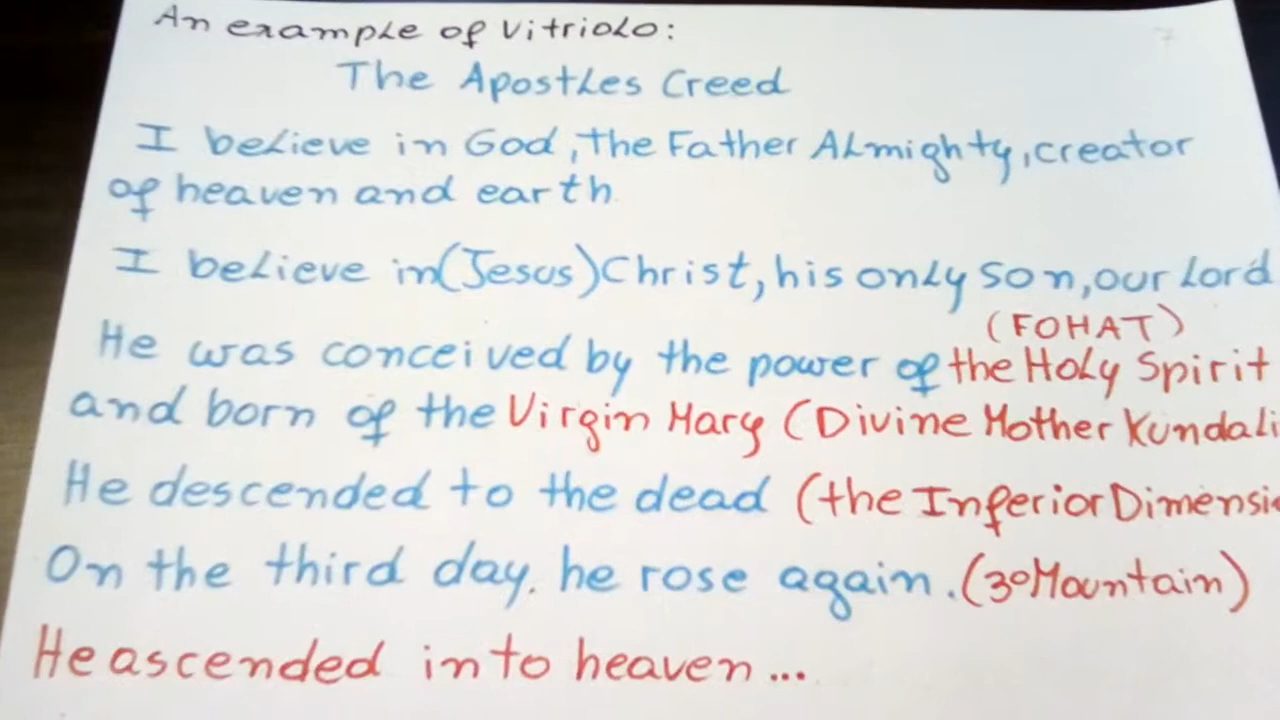 An example of Vitriolo:
The Apostles Creed
I believe in God, the Father Almighty, creator
of heaven and earth
I believe in (Jesus) Christ, his only son, our Lord
(FOHAT)
He was conceived by the power of the Holy Spirit
and born of the Virgin Mary (Divine Mother Kundali
He descended to the dead (the Inferior Dimensi
On the third day. he rose again. (3º Mountain)
He ascended into heaven...